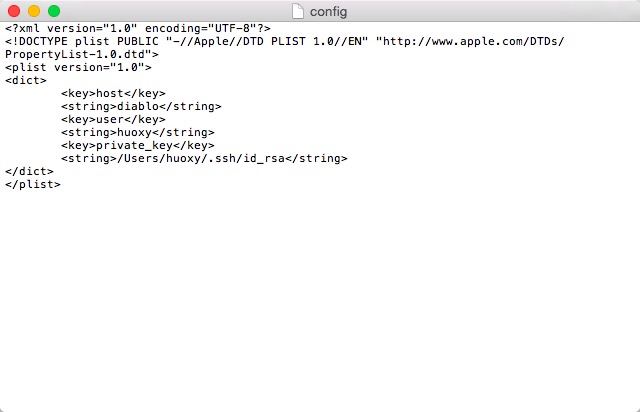 config
<?xml version="1.0" encoding="UTF-8"?>
<!DOCTYPE plist PUBLIC "-//Apple//DTD PLIST 1.0//EN" "http://www.apple.com/DTDs/
PropertyList-1.0.dtd">
<plist version="1.0">
<dict>
	<key>host</key>
	<string>diablo</string>
	<key>user</key>
	<string>huoxy</string>
	<key>private_key</key>
	<string>/Users/huoxy/.ssh/id_rsa</string>
</dict>
</plist>